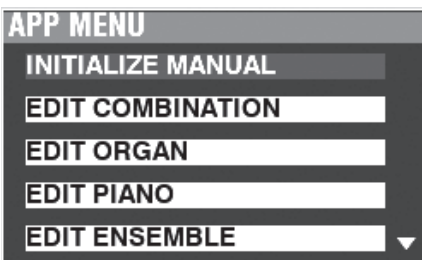 APP MENU
INITIALIZE MANUAL
EDIT COMBINATION
EDIT ORGAN
EDIT PIANO
EDIT ENSEMBLE